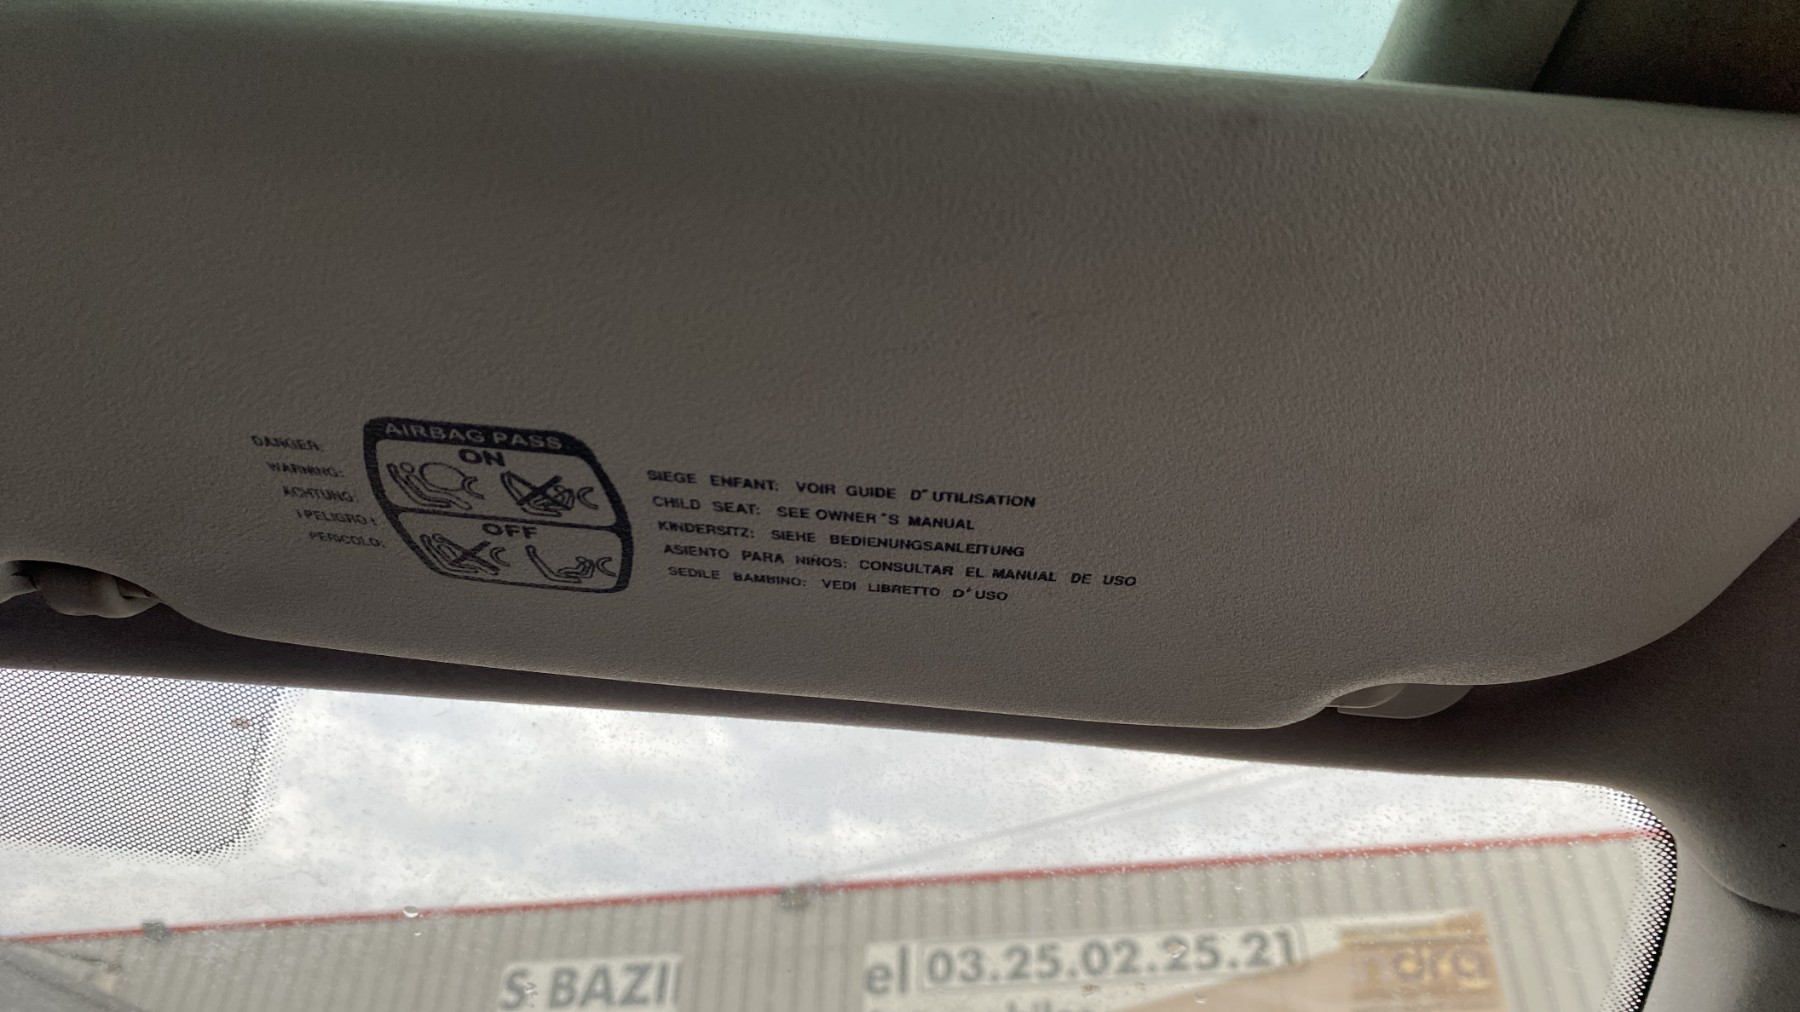 DANGER:
WARNING:
ACHTUNG:
¡PELIGRO!
PERICOLO:
AIRBAG PASS.
ON
OFF
SIEGE ENFANT: VOIR GUIDE D'UTILISATION
CHILD SEAT: SEE OWNER'S MANUAL
KINDERSITZ: SIEHE BEDIENUNGSANLEITUNG
ASIENTO PARA NIÑOS: CONSULTAR EL MANUAL DE USO
SEDILE BAMBINO: VEDI LIBRETTO D'USO
S. BAZI
el 03.25.02.25.21